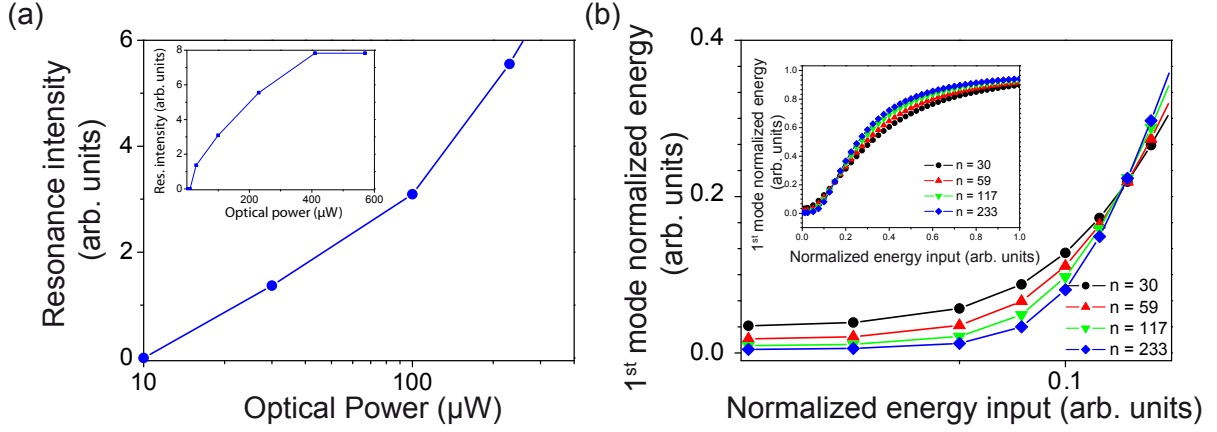 (a)
Resonance intensity
(arb. units)
6
4
2
0
10
100
Optical Power (µW)
Res. intensity (arb. units)
8
6
4
2
0
0
200
400
600
Optical power (µW)
(b)
1st mode normalized energy
(arb. units)
0.4
0.2
0.0
0.1
Normalized energy input (arb. units)
n = 30
n = 59
n = 117
n = 233
1st mode normalized energy
(arb. units)
1.0
0.8
0.6
0.4
0.2
0.0
0.0
0.2
0.4
0.6
0.8
1.0
Normalized energy input (arb. units)
n = 30
n = 59
n = 117
n = 233